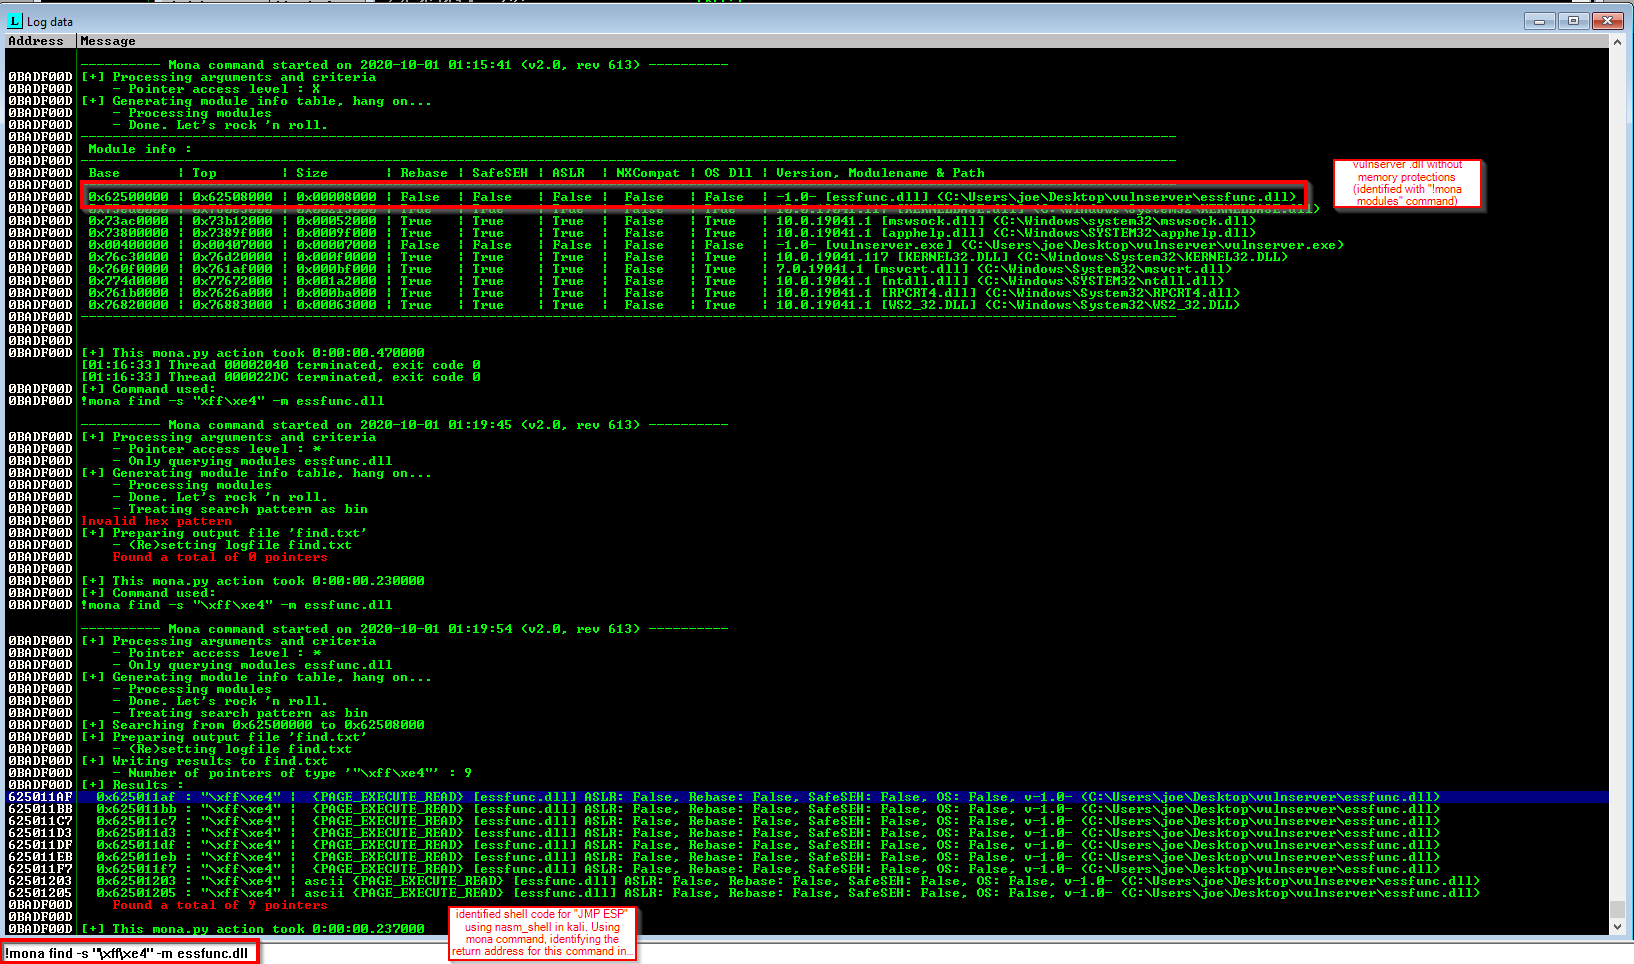 L Log data
Address Message
---------- Mona command started on 2020-10-01 01:15:41 (v2.0, rev 613) ----------
0BADF00D [+] Processing arguments and criteria
0BADF00D - Pointer access level : X
0BADF00D [+] Generating module info table, hang on...
0BADF00D - Processing modules
0BADF00D - Done. Let's rock 'n roll.
0BADF00D
0BADF00D Module info :
0BADF00D
0BADF00D Base | Top | Size | Rebase | SafeSEH | ASLR | NXCompat | OS Dll | Version, Modulename & Path
0BADF00D
0BADF00D 0x62500000 | 0x62508000 | 0x00008000 | False | False | False | False | False | -1.0- [essfunc.dll] (C:\Users\joe\Desktop\vulnserver\essfunc.dll)
vulnserver .dll without
memory protections
(identified with "!mona
modules" command)
0BADF00D True | True | True | False | True | 10.0.19041.117 [KERNELBASE.dll] (C:\Windows\System32\KERNELBASE.dll)
0BADF00D 0x73ac0000 | 0x73b12000 | 0x00052000 | True | True | True | False | True | 10.0.19041.1 [mswsock.dll] (C:\Windows\system32\mswsock.dll)
0BADF00D 0x73800000 | 0x7389f000 | 0x0009f000 | True | True | True | False | True | 10.0.19041.1 [apphelp.dll] (C:\Windows\SYSTEM32\apphelp.dll)
0BADF00D 0x00400000 | 0x00407000 | 0x00007000 | False | False | False | False | False | -1.0- [vulnserver.exe] (C:\Users\joe\Desktop\vulnserver\vulnserver.exe)
0BADF00D 0x76c30000 | 0x76d20000 | 0x000f0000 | True | True | True | False | True | 10.0.19041.117 [KERNEL32.DLL] (C:\Windows\System32\KERNEL32.DLL)
0BADF00D 0x760f0000 | 0x761af000 | 0x000bf000 | True | True | True | False | True | 7.0.19041.1 [msvcrt.dll] (C:\Windows\System32\msvcrt.dll)
0BADF00D 0x774d0000 | 0x77672000 | 0x001a2000 | True | True | True | False | True | 10.0.19041.1 [ntdll.dll] (C:\Windows\SYSTEM32\ntdll.dll)
0BADF00D 0x761b0000 | 0x7626a000 | 0x000ba000 | True | True | True | False | True | 10.0.19041.1 [RPCRT4.dll] (C:\Windows\System32\RPCRT4.dll)
0BADF00D 0x76820000 | 0x76883000 | 0x00063000 | True | True | True | False | True | 10.0.19041.1 [WS2_32.DLL] (C:\Windows\System32\WS2_32.DLL)
0BADF00D
0BADF00D
0BADF00D
0BADF00D [+] This mona.py action took 0:00:00.470000
[01:16:33] Thread 00002040 terminated, exit code 0
[01:16:33] Thread 000022DC terminated, exit code 0
0BADF00D [+] Command used:
0BADF00D !mona find -s "xff\xe4" -m essfunc.dll
---------- Mona command started on 2020-10-01 01:19:45 (v2.0, rev 613) ----------
0BADF00D [+] Processing arguments and criteria
0BADF00D - Pointer access level : *
0BADF00D - Only querying modules essfunc.dll
0BADF00D [+] Generating module info table, hang on...
0BADF00D - Processing modules
0BADF00D - Done. Let's rock 'n roll.
0BADF00D - Treating search pattern as bin
0BADF00D Invalid hex pattern
0BADF00D [+] Preparing output file 'find.txt'
0BADF00D - (Re)setting logfile find.txt
0BADF00D Found a total of 0 pointers
0BADF00D
0BADF00D [+] This mona.py action took 0:00:00.230000
0BADF00D [+] Command used:
0BADF00D !mona find -s "\xff\xe4" -m essfunc.dll
---------- Mona command started on 2020-10-01 01:19:54 (v2.0, rev 613) ----------
0BADF00D [+] Processing arguments and criteria
0BADF00D - Pointer access level : *
0BADF00D - Only querying modules essfunc.dll
0BADF00D [+] Generating module info table, hang on...
0BADF00D - Processing modules
0BADF00D - Done. Let's rock 'n roll.
0BADF00D - Treating search pattern as bin
0BADF00D [+] Searching from 0x62500000 to 0x62508000
0BADF00D [+] Preparing output file 'find.txt'
0BADF00D - (Re)setting logfile find.txt
0BADF00D [+] Writing results to find.txt
0BADF00D - Number of pointers of type '"\xff\xe4"' : 9
0BADF00D [+] Results :
625011AF 0x625011af : "\xff\xe4" | {PAGE_EXECUTE_READ} [essfunc.dll] ASLR: False, Rebase: False, SafeSEH: False, OS: False, v-1.0- (C:\Users\joe\Desktop\vulnserver\essfunc.dll)
625011BB 0x625011bb : "\xff\xe4" | {PAGE_EXECUTE_READ} [essfunc.dll] ASLR: False, Rebase: False, SafeSEH: False, OS: False, v-1.0- (C:\Users\joe\Desktop\vulnserver\essfunc.dll)
625011C7 0x625011c7 : "\xff\xe4" | {PAGE_EXECUTE_READ} [essfunc.dll] ASLR: False, Rebase: False, SafeSEH: False, OS: False, v-1.0- (C:\Users\joe\Desktop\vulnserver\essfunc.dll)
625011D3 0x625011d3 : "\xff\xe4" | {PAGE_EXECUTE_READ} [essfunc.dll] ASLR: False, Rebase: False, SafeSEH: False, OS: False, v-1.0- (C:\Users\joe\Desktop\vulnserver\essfunc.dll)
625011DF 0x625011df : "\xff\xe4" | {PAGE_EXECUTE_READ} [essfunc.dll] ASLR: False, Rebase: False, SafeSEH: False, OS: False, v-1.0- (C:\Users\joe\Desktop\vulnserver\essfunc.dll)
625011EB 0x625011eb : "\xff\xe4" | {PAGE_EXECUTE_READ} [essfunc.dll] ASLR: False, Rebase: False, SafeSEH: False, OS: False, v-1.0- (C:\Users\joe\Desktop\vulnserver\essfunc.dll)
625011F7 0x625011f7 : "\xff\xe4" | {PAGE_EXECUTE_READ} [essfunc.dll] ASLR: False, Rebase: False, SafeSEH: False, OS: False, v-1.0- (C:\Users\joe\Desktop\vulnserver\essfunc.dll)
62501203 0x62501203 : "\xff\xe4" | ascii {PAGE_EXECUTE_READ} [essfunc.dll] ASLR: False, Rebase: False, SafeSEH: False, OS: False, v-1.0- (C:\Users\joe\Desktop\vulnserver\essfunc.dll)
62501205 0x62501205 : "\xff\xe4" | ascii {PAGE_EXECUTE_READ} [essfunc.dll] ASLR: False, Rebase: False, SafeSEH: False, OS: False, v-1.0- (C:\Users\joe\Desktop\vulnserver\essfunc.dll)
0BADF00D Found a total of 9 pointers
0BADF00D
0BADF00D [+] This mona.py action took 0:00:00.237000
identified shell code for "JMP ESP"
using nasm_shell in kali. Using
mona command, identifying the
return address for this command in...
!mona find -s "\xff\xe4" -m essfunc.dll